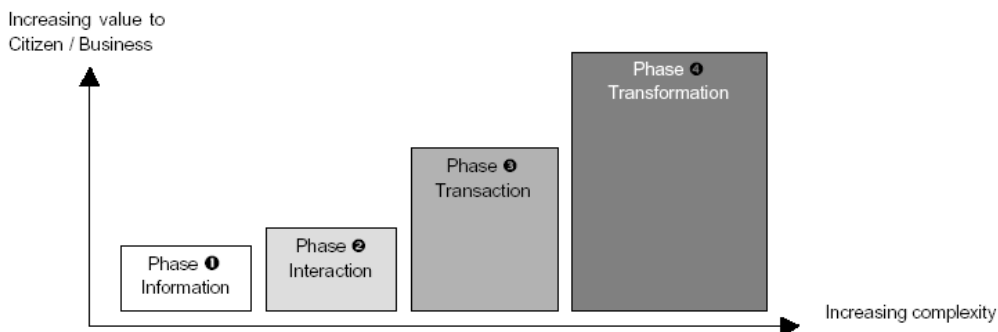 Increasing value to
Citizen / Business
Phase ❹
Transformation
Phase ❸
Transaction
Phase ❷
Interaction
Phase ❶
Information
Increasing complexity